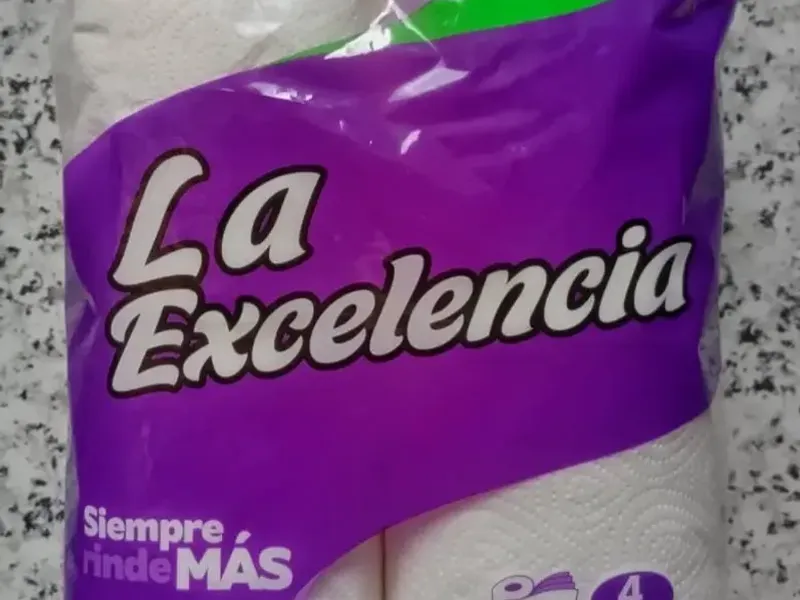 La
Excelencia
Siempre
rinde MÁS
4